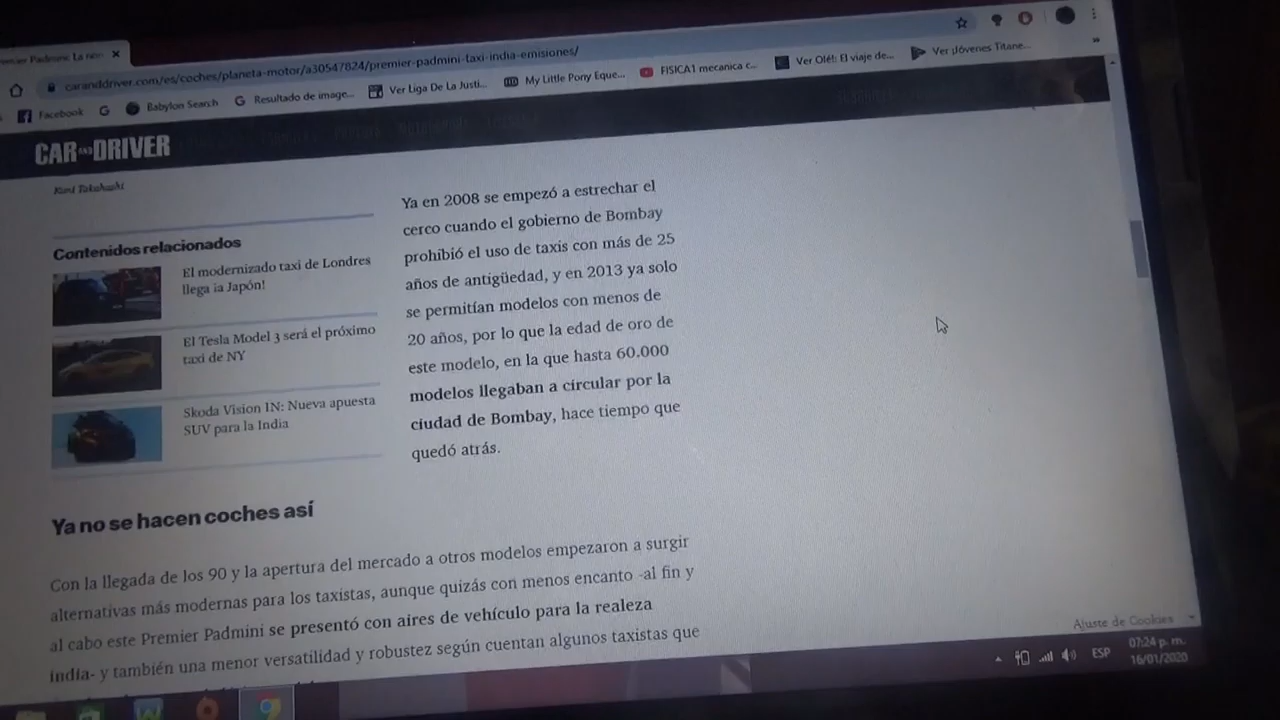 emier Padmini: La no
caranddriver.com/es/coches/planeta-motor/a30547824/premier-padmini-taxi-india-emisiones/
Facebook
Babylon Search
Resultado de image...
Ver Liga De La Justi...
My Little Pony Eque...
FISICA1 mecanica c...
Ver Olé!: El viaje de...
Ver Jóvenes Titane...
CAR AND DRIVER
Kuni Takahashi
Contenidos relacionados
El modernizado taxi de Londres
llega ¡a Japón!
El Tesla Model 3 será el próximo
taxi de NY
Skoda Vision IN: Nueva apuesta
SUV para la India
Ya en 2008 se empezó a estrechar el
cerco cuando el gobierno de Bombay
prohibió el uso de taxis con más de 25
años de antigüedad, y en 2013 ya solo
se permitían modelos con menos de
20 años, por lo que la edad de oro de
este modelo, en la que hasta 60.000
modelos llegaban a circular por la
ciudad de Bombay, hace tiempo que
quedó atrás.
Ya no se hacen coches así
Con la llegada de los 90 y la apertura del mercado a otros modelos empezaron a surgir
alternativas más modernas para los taxistas, aunque quizás con menos encanto -al fin y
al cabo este Premier Padmini se presentó con aires de vehículo para la realeza
india- y también una menor versatilidad y robustez según cuentan algunos taxistas que
Ajuste de Cookies
ESP
07:24 p. m.
16/01/2020